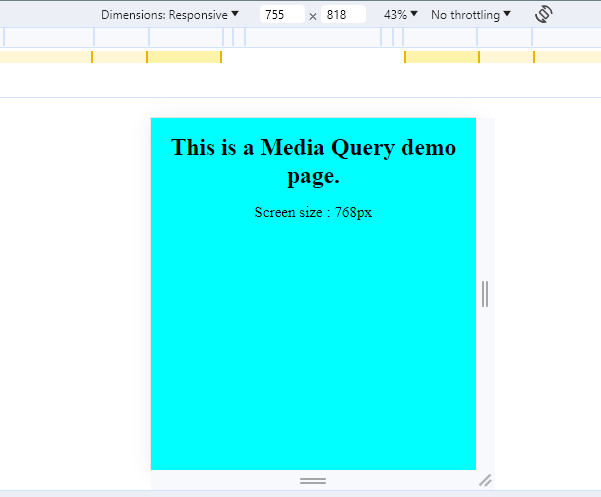 Dimensions: Responsive 755 × 818 43% No throttling
This is a Media Query demo
page.
Screen size : 768px